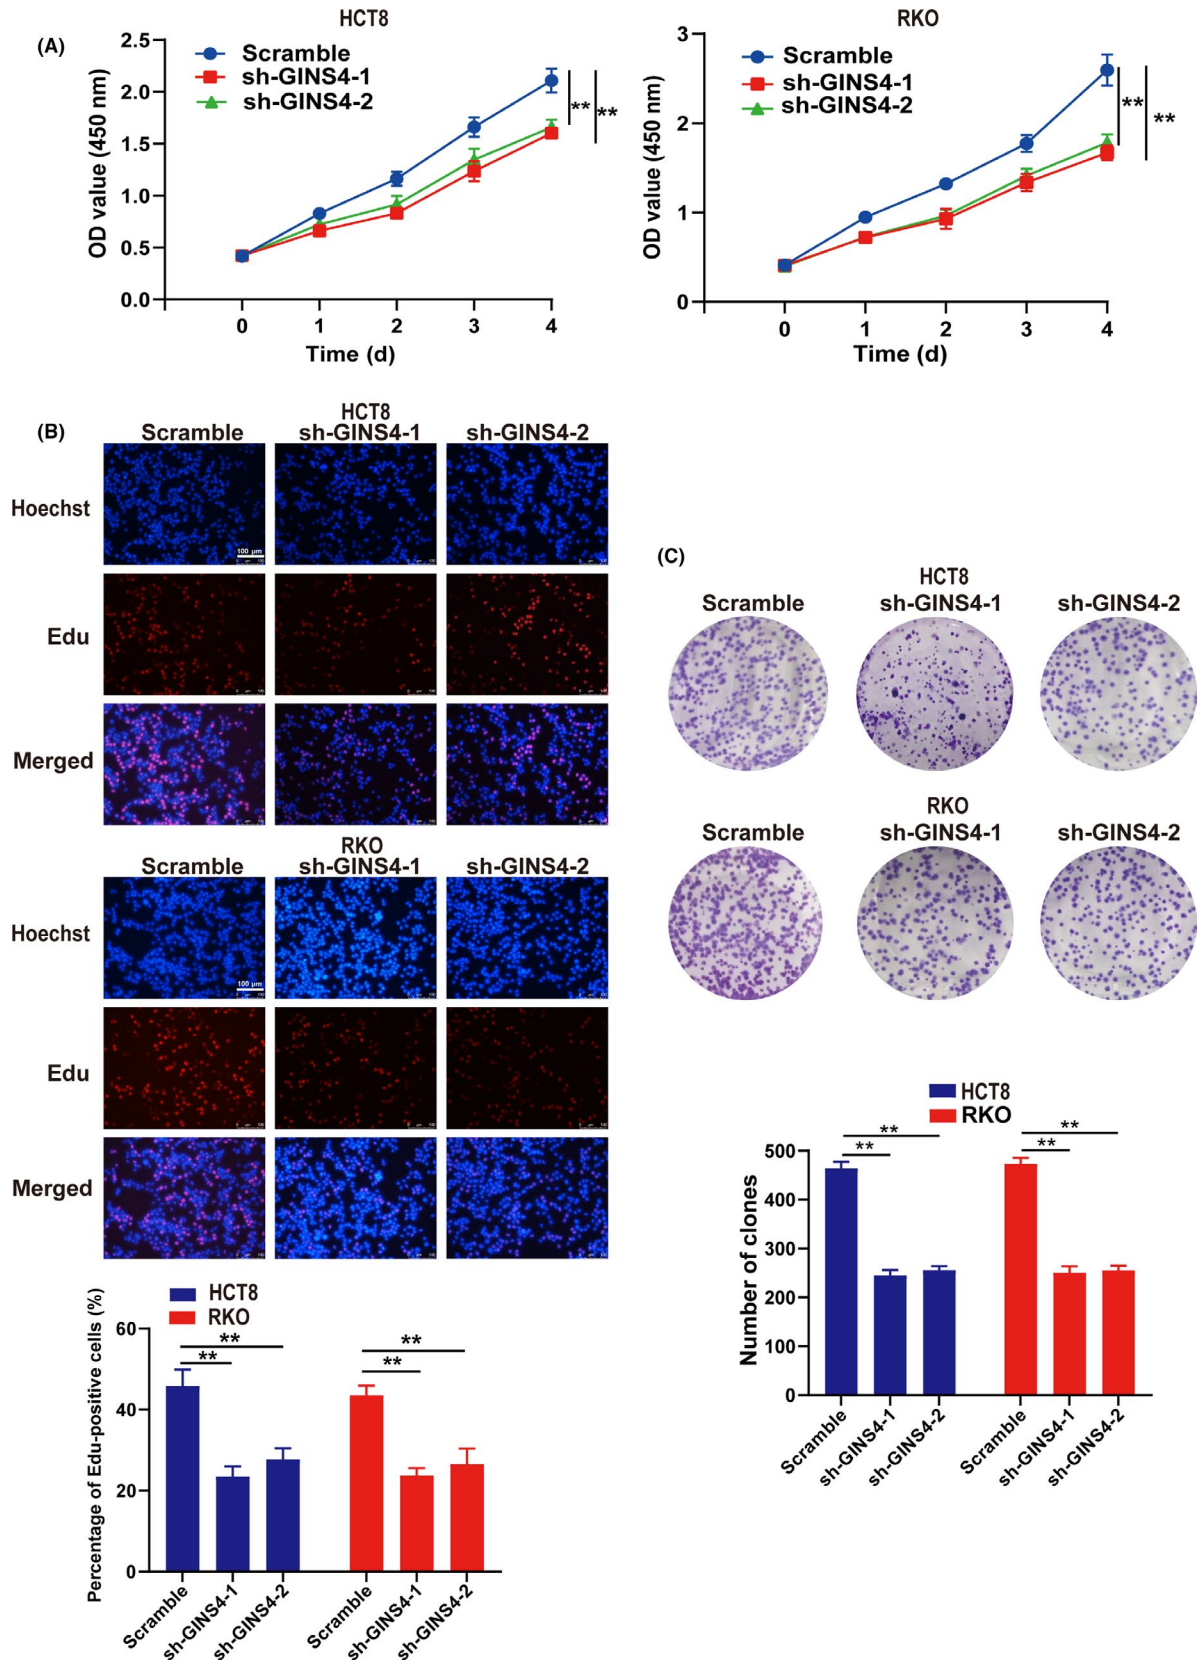 (A)
HCT8
Scramble
sh-GINS4-1
sh-GINS4-2
OD value (450 nm)
2.5
2.0
1.5
1.0
0.5
0.0
**
**
0 1 2 3 4
Time (d)
RKO
Scramble
sh-GINS4-1
sh-GINS4-2
OD value (450 nm)
3
2
1
0
**
**
0 1 2 3 4
Time (d)
(B)
HCT8
Scramble sh-GINS4-1 sh-GINS4-2
Hoechst
100 µm
Edu
Merged
RKO
Scramble sh-GINS4-1 sh-GINS4-2
Hoechst
100 µm
Edu
Merged
HCT8
RKO
Percentage of Edu-positive cells (%)
60
40
20
0
**
**
**
**
Scramble
sh-GINS4-1
sh-GINS4-2
Scramble
sh-GINS4-1
sh-GINS4-2
(C)
HCT8
Scramble sh-GINS4-1 sh-GINS4-2
RKO
Scramble sh-GINS4-1 sh-GINS4-2
HCT8
RKO
Number of clones
500
400
300
200
100
0
**
**
**
**
Scramble
sh-GINS4-1
sh-GINS4-2
Scramble
sh-GINS4-1
sh-GINS4-2